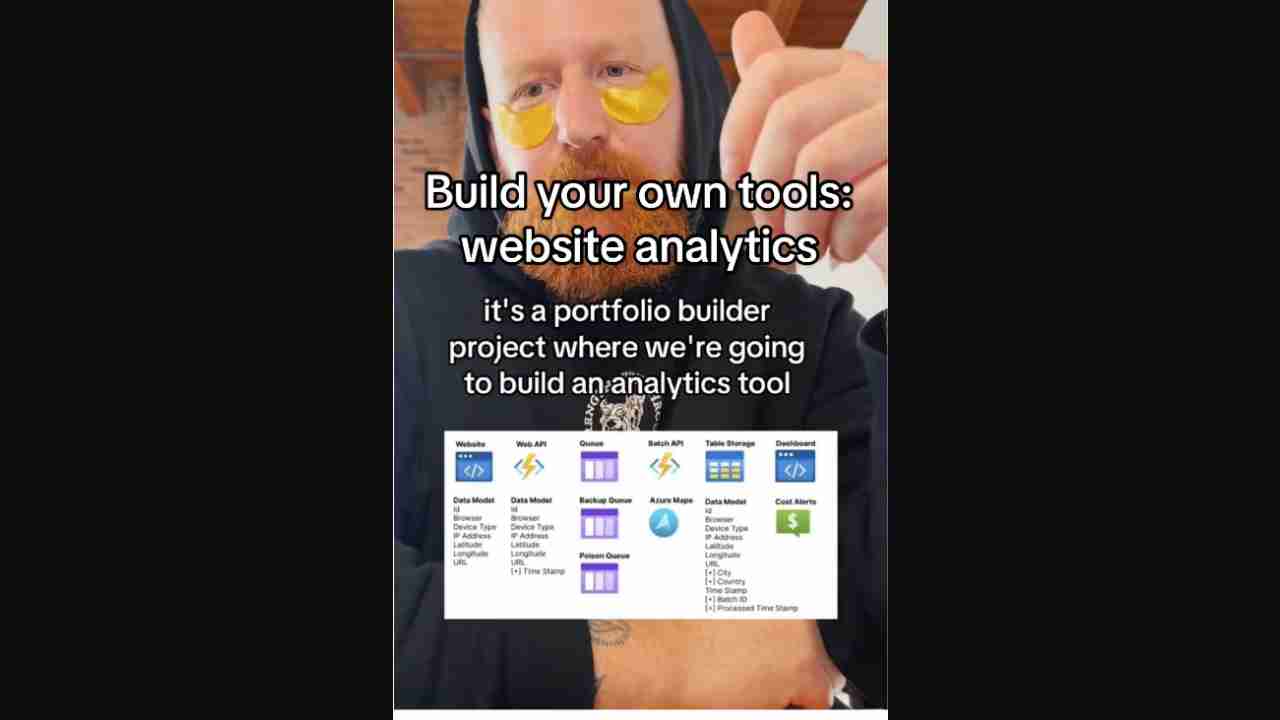 Build your own tools:
website analytics
it's a portfolio builder
project where we're going
to build an analytics tool
Website
Web API
Queue
Batch API
Table Storage
Dashboard
Data Model
Id
Browser
Device Type
IP Address
Latitude
Longitude
URL
Data Model
Id
Browser
Device Type
IP Address
Latitude
Longitude
URL
[+] Time Stamp
Backup Queue
Poison Queue
Azure Maps
Data Model
Id
Browser
Device Type
IP Address
Latitude
Longitude
URL
[+] City
[+] Country
Time Stamp
[+] Batch ID
[+] Processed Time Stamp
Cost Alerts
$